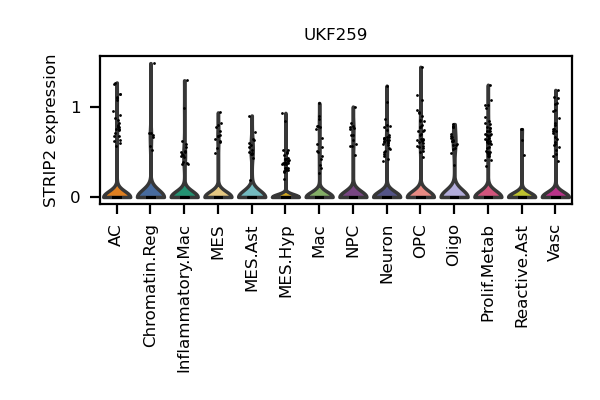 UKF259
STRIP2 expression
1
0
AC
Chromatin.Reg
Inflammatory.Mac
MES
MES.Ast
MES.Hyp
Mac
NPC
Neuron
OPC
Oligo
Prolif.Metab
Reactive.Ast
Vasc